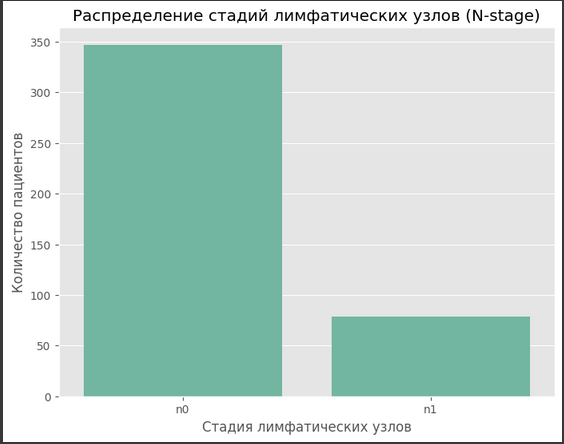 Распределение стадий лимфатических узлов (N-stage)
Количество пациентов
350
300
250
200
150
100
50
0
n0 n1
Стадия лимфатических узлов